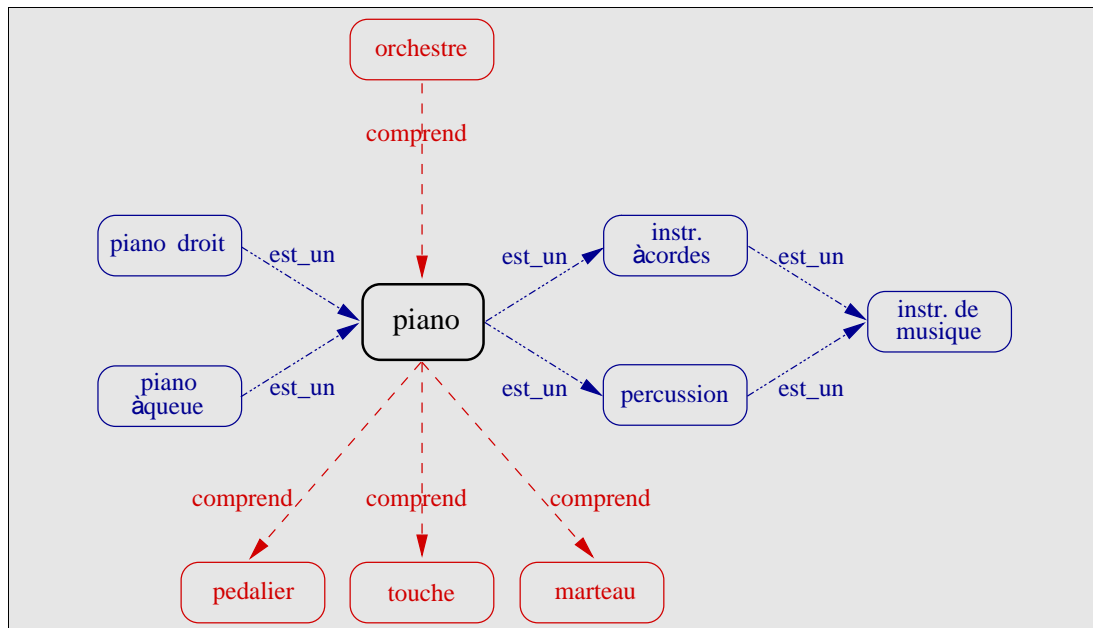 orchestre
comprend
piano droit
est_un
instr.
àcordes
est_un
est_un
piano
instr. de
musique
piano
àqueue
est_un
est_un
percussion
est_un
comprend
comprend
comprend
pedalier
touche
marteau